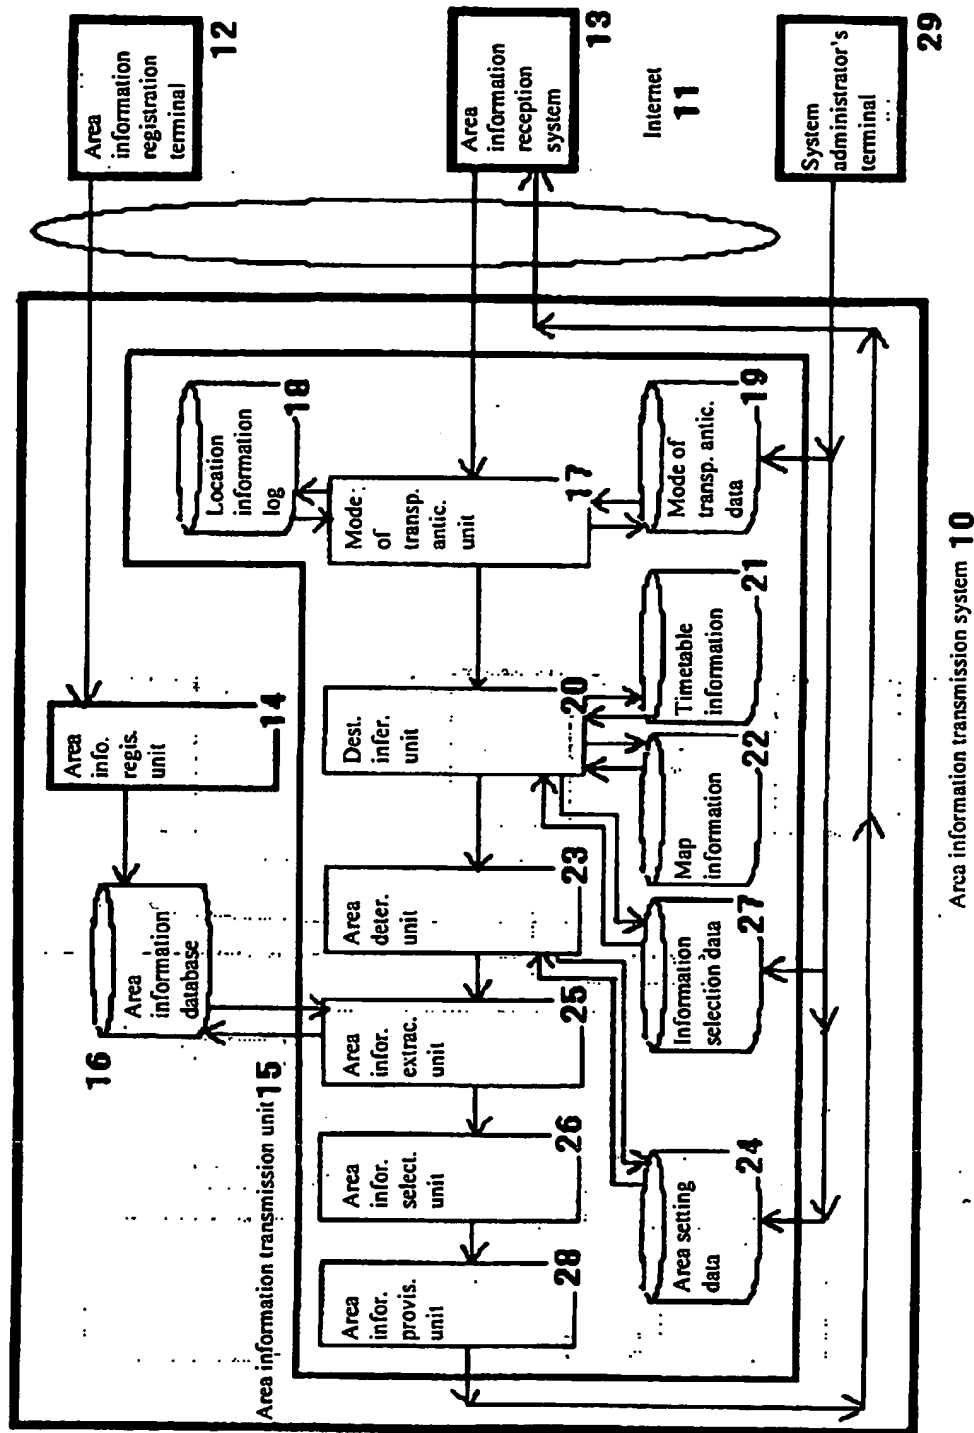 Area
information
registration
terminal
12
Area
information
reception
system
13
Internet
11
System
administrator's
terminal
29
Location
information
log
18
Mode
of
transp.
antic.
unit
17
Mode of
transp. antic.
data
19
Area
info.
regis.
unit
14
Dest.
infer.
unit
20
Timetable
information
21
Map
information
22
Area
information
database
16
Area
deter.
unit
23
Information
selection data
27
Area information transmission unit 15
Area
infor.
extrac.
unit
25
Area
infor.
select.
unit
26
Area
infor.
provis.
unit
28
Area setting
data
24
Area information transmission system 10